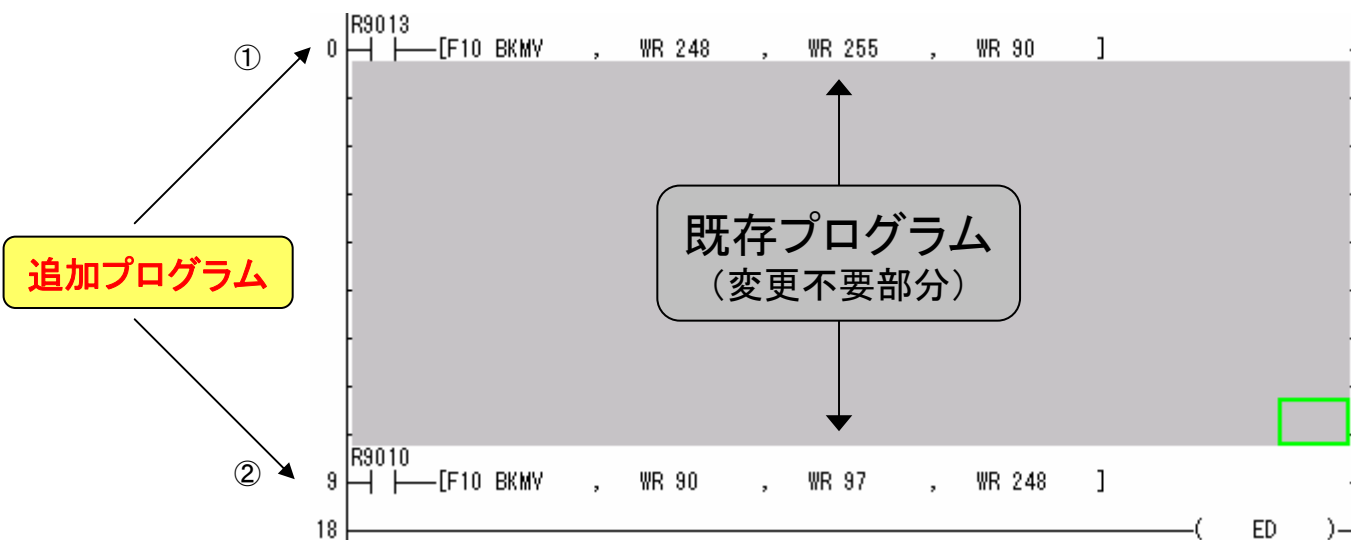 R9013
① 0 [F10 BKMV , WR 248 , WR 255 , WR 90 ]
既存プログラム
（変更不要部分）
追加プログラム
R9010
② 9 [F10 BKMV , WR 90 , WR 97 , WR 248 ]
18 ( ED )